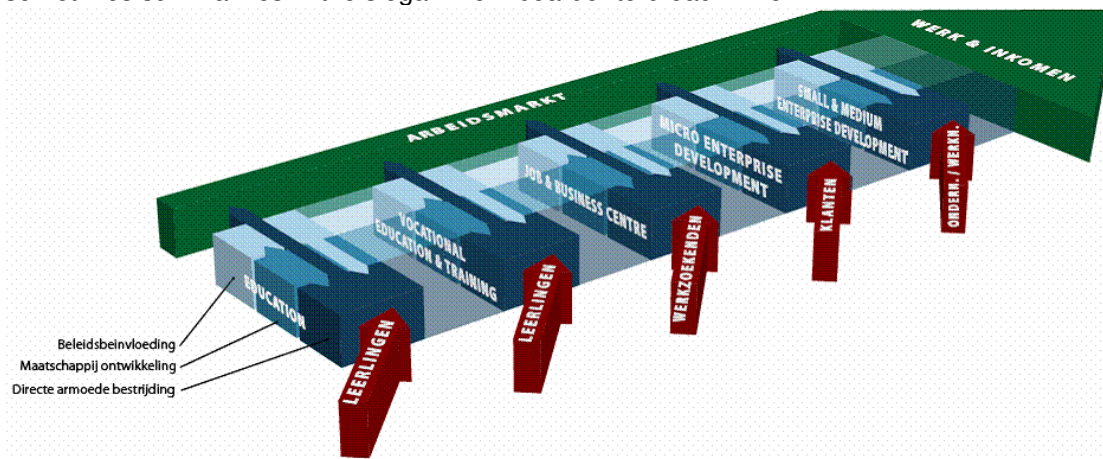 WERK & INKOMEN
ARBEIDSMARKT
SMALL & MEDIUM
ENTERPRISE DEVELOPMENT
MICRO ENTERPRISE
DEVELOPMENT
JOB & BUSINESS CENTRE
VOCATIONAL
EDUCATION & TRAINING
EDUCATION
ONDERN. / WERKN.
KLANTEN
WERKZOEKENDEN
LEERLINGEN
LEERLINGEN
Beleidsbeinvloeding
Maatschappij ontwikkeling
Directe armoede bestrijding